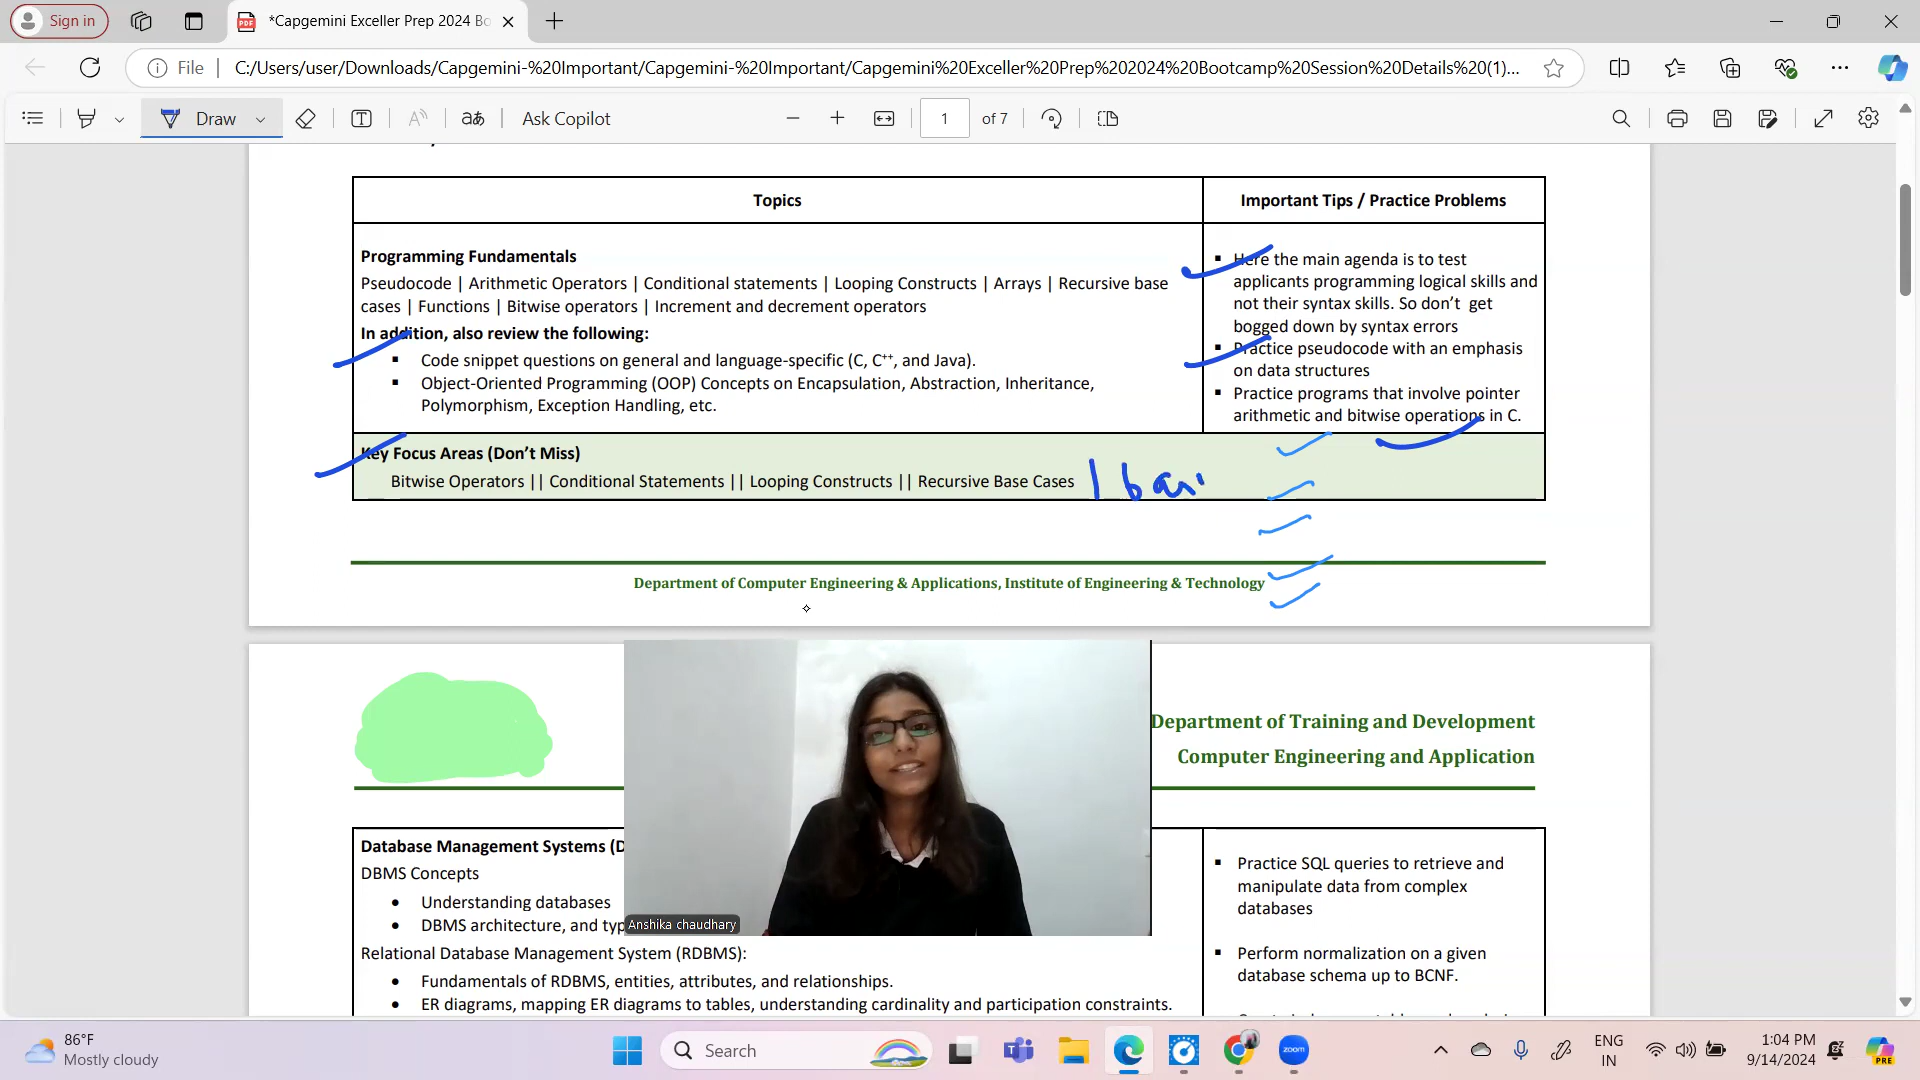 Sign in
*Capgemini Exceller Prep 2024 Bo
File
C:/Users/user/Downloads/Capgemini-%20Important/Capgemini-%20Important/Capgemini%20Exceller%20Prep%202024%20Bootcamp%20Session%20Details%20(1)...
Draw
Ask Copilot
1 of 7
Topics
Important Tips / Practice Problems
Programming Fundamentals
Pseudocode | Arithmetic Operators | Conditional statements | Looping Constructs | Arrays | Recursive base
cases | Functions | Bitwise operators | Increment and decrement operators
In addition, also review the following:
Code snippet questions on general and language-specific (C, C++, and Java).
Object-Oriented Programming (OOP) Concepts on Encapsulation, Abstraction, Inheritance,
Polymorphism, Exception Handling, etc.
Here the main agenda is to test
applicants programming logical skills and
not their syntax skills. So don’t get
bogged down by syntax errors
Practice pseudocode with an emphasis
on data structures
Practice programs that involve pointer
arithmetic and bitwise operations in C.
Key Focus Areas (Don’t Miss)
Bitwise Operators || Conditional Statements || Looping Constructs || Recursive Base Cases
Department of Computer Engineering & Applications, Institute of Engineering & Technology
Department of Training and Development
Computer Engineering and Application
Database Management Systems (D
DBMS Concepts
Understanding databases
DBMS architecture, and typ
Relational Database Management System (RDBMS):
Fundamentals of RDBMS, entities, attributes, and relationships.
ER diagrams, mapping ER diagrams to tables, understanding cardinality and participation constraints.
Practice SQL queries to retrieve and
manipulate data from complex
databases
Perform normalization on a given
database schema up to BCNF.
Anshika chaudhary
86°F
Mostly cloudy
Search
zoom
ENG
IN
1:04 PM
9/14/2024
PRE